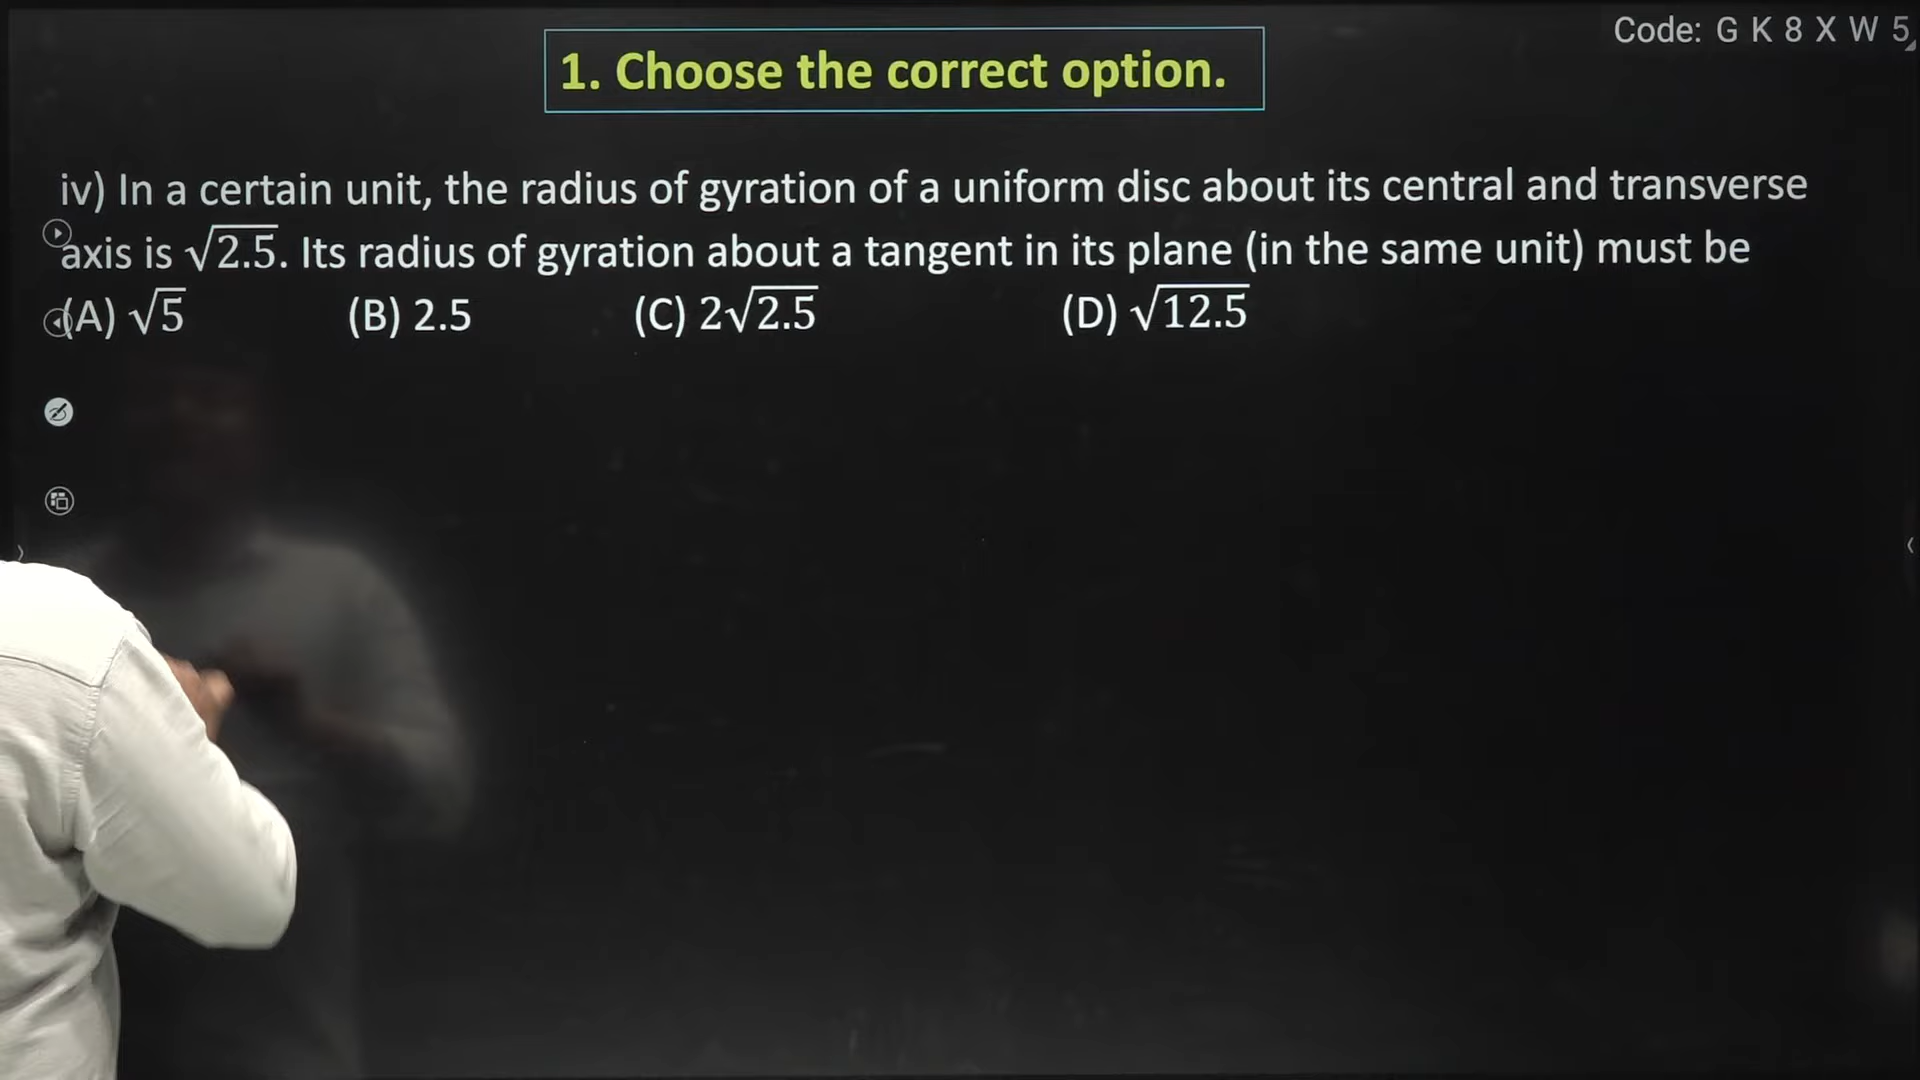 Code: G K 8 X W 5
1. Choose the correct option.
iv) In a certain unit, the radius of gyration of a uniform disc about its central and transverse
axis is √2.5. Its radius of gyration about a tangent in its plane (in the same unit) must be
(A) √5 (B) 2.5 (C) 2√2.5 (D) √12.5